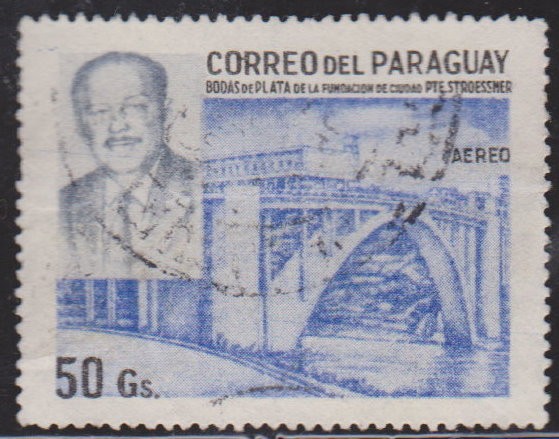 CORREO DEL PARAGUAY
BODAS DE PLATA DE LA FUNDACION DE CIUDAD PTE. STROESSNER
AEREO
50 Gs.